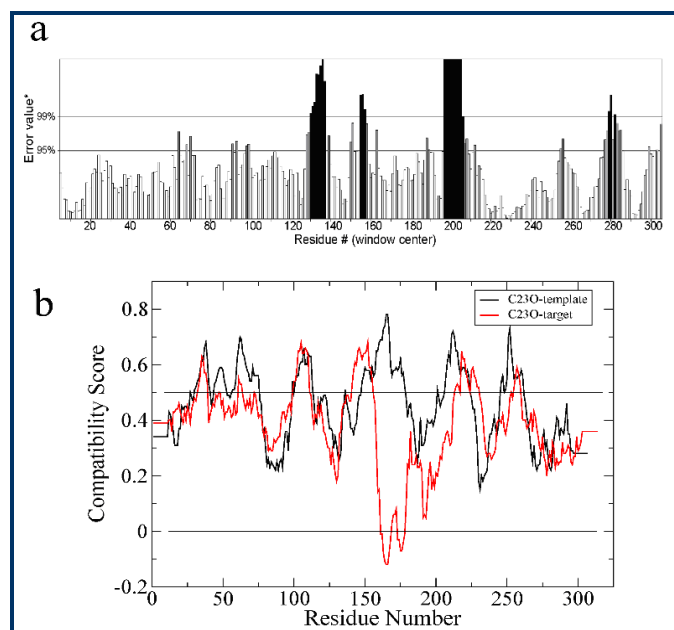 a
Error value*
99%
95%
20 40 60 80 100 120 140 160 180 200 220 240 260 280 300
Residue # (window center)
b
Compatibility Score
0.8
0.6
0.4
0.2
0
-0.2
C23O-template
C23O-target
0 50 100 150 200 250 300
Residue Number